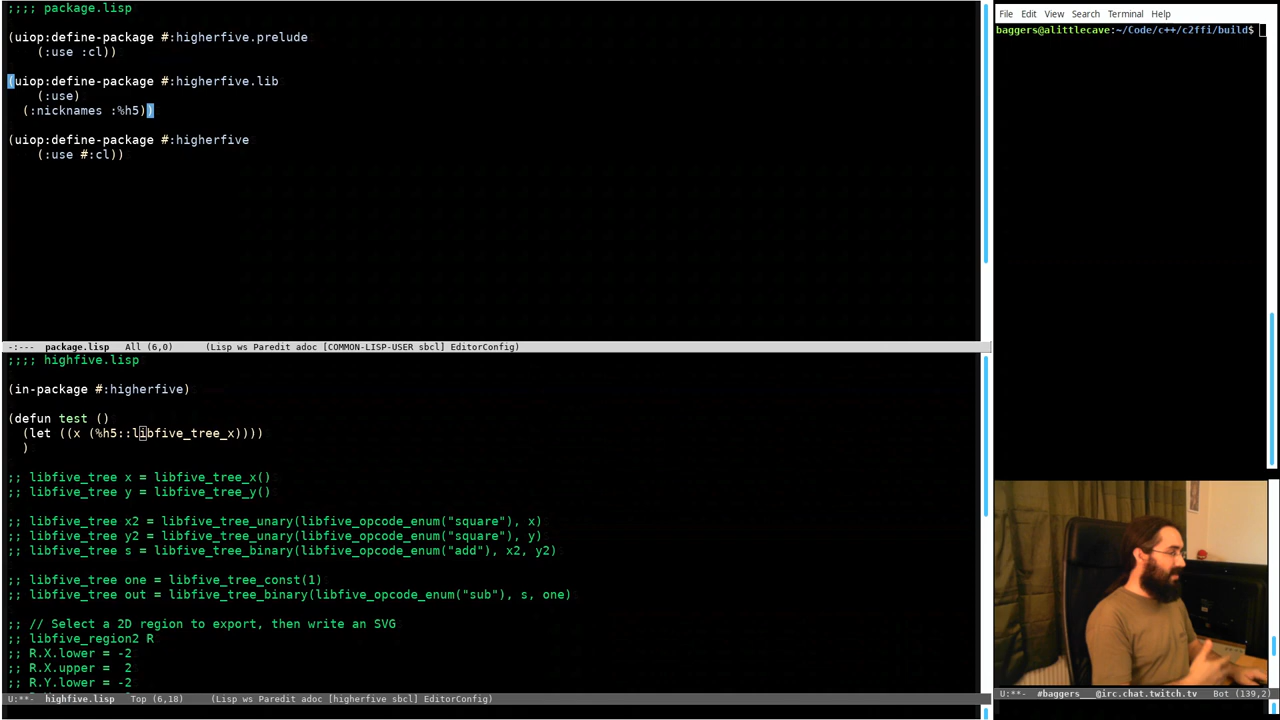 ;;;; package.lisp
(uiop:define-package #:higherfive.prelude
(:use :cl))
(uiop:define-package #:higherfive.lib
(:use)
(:nicknames :%h5))
(uiop:define-package #:higherfive
(:use #:cl))
-:---  package.lisp   All (6,0)      (Lisp ws Paredit adoc [COMMON-LISP-USER sbcl] EditorConfig)
;;;; highfive.lisp
(in-package #:higherfive)
(defun test ()
(let ((x (%h5::libfive_tree_x))))
)
;; libfive_tree x = libfive_tree_x()
;; libfive_tree y = libfive_tree_y()
;; libfive_tree x2 = libfive_tree_unary(libfive_opcode_enum("square"), x)
;; libfive_tree y2 = libfive_tree_unary(libfive_opcode_enum("square"), y)
;; libfive_tree s = libfive_tree_binary(libfive_opcode_enum("add"), x2, y2)
;; libfive_tree one = libfive_tree_const(1)
;; libfive_tree out = libfive_tree_binary(libfive_opcode_enum("sub"), s, one)
;; // Select a 2D region to export, then write an SVG
;; libfive_region2 R
;; R.X.lower = -2
;; R.X.upper =  2
;; R.Y.lower = -2
U:**-  highfive.lisp   Top (6,18)     (Lisp ws Paredit adoc [higherfive sbcl] EditorConfig)
File Edit View Search Terminal Help
baggers@alittlecave:~/Code/c++/c2ffi/build$
U:**-  #baggers___@irc.chat.twitch.tv   Bot (139,2)